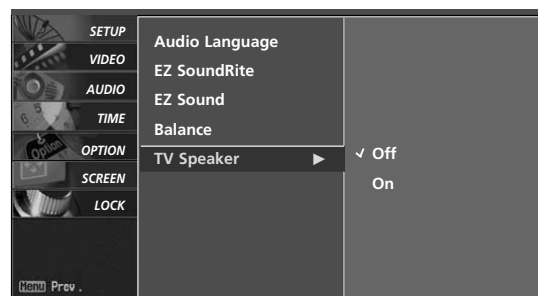 SETUP
VIDEO
AUDIO
TIME
OPTION
SCREEN
LOCK
Audio Language
EZ SoundRite
EZ Sound
Balance
TV Speaker ▶
✓ Off
On
Option
Menu Prev.